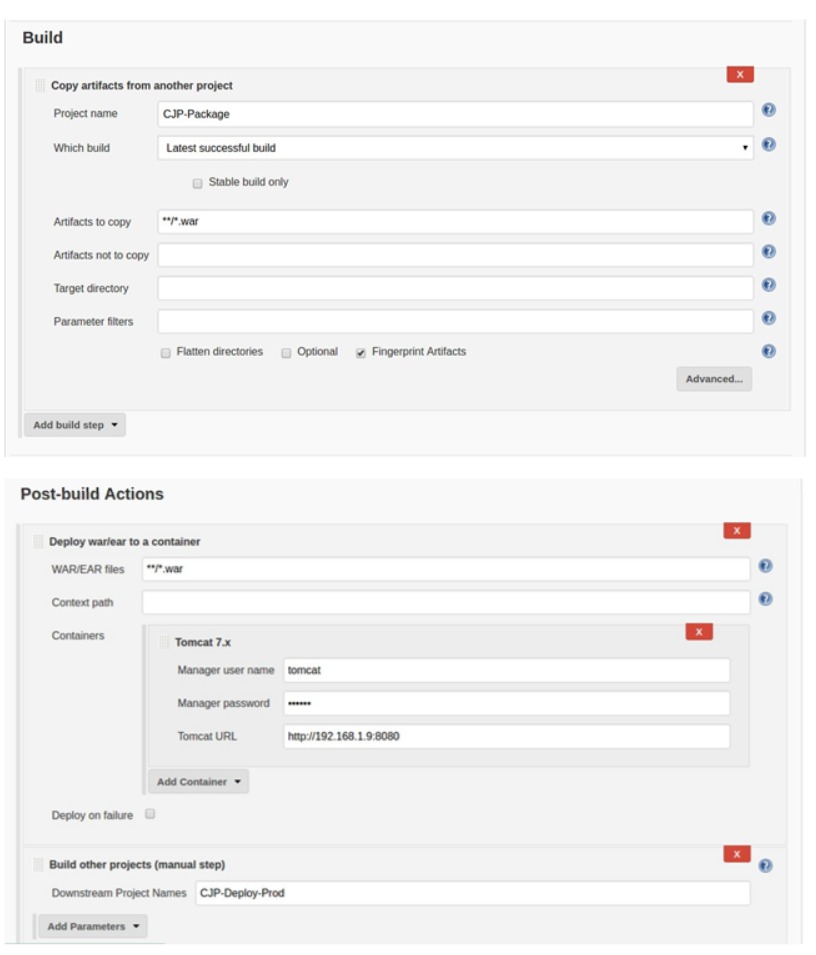 Build
X
Copy artifacts from another project
Project name CJP-Package
Which build Latest successful build
Stable build only
Artifacts to copy **/*.war
Artifacts not to copy
Target directory
Parameter filters
Flatten directories Optional Fingerprint Artifacts
Advanced...
Add build step
Post-build Actions
X
Deploy war/ear to a container
WAR/EAR files **/*.war
Context path
Containers
X
Tomcat 7.x
Manager user name tomcat
Manager password ••••••
Tomcat URL http://192.168.1.9:8080
Add Container
Deploy on failure
X
Build other projects (manual step)
Downstream Project Names CJP-Deploy-Prod
Add Parameters